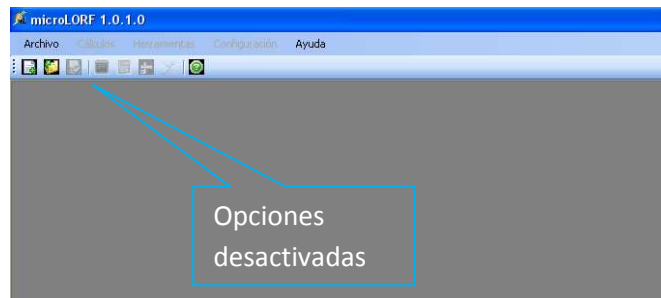 microLORF 1.0.1.0
Archivo Cálculos Herramientas Configuración Ayuda
Opciones
desactivadas